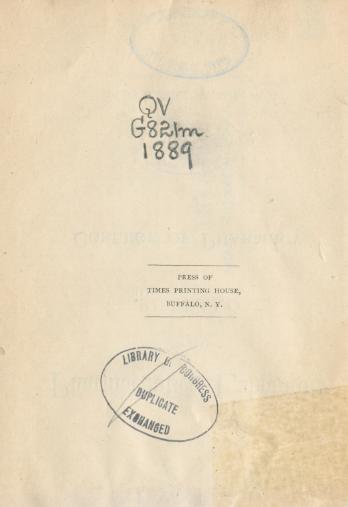 QV
G821m
1889
PRESS OF
TIMES PRINTING HOUSE,
BUFFALO, N. Y.
LIBRARY OF CONGRESS
DUPLICATE
EXCHANGED